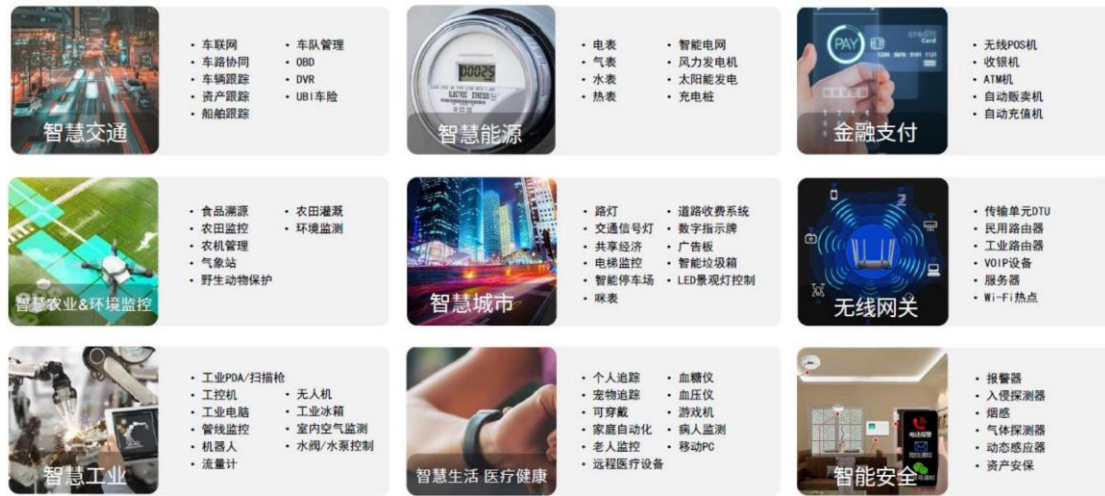 智慧交通
• 车联网
• 车路协同
• 车辆跟踪
• 资产跟踪
• 船舶跟踪
• 车队管理
• OBD
• DVR
• UBI车险
00025
智慧能源
• 电表
• 气表
• 水表
• 热表
• 智能电网
• 风力发电机
• 太阳能发电
• 充电桩
PAY
credit
Card
金融支付
• 无线POS机
• 收银机
• ATM机
• 自动贩卖机
• 自动充值机
智慧农业&环境监控
• 食品溯源
• 农田监控
• 农机管理
• 气象站
• 野生动物保护
• 农田灌溉
• 环境监测
智慧城市
• 路灯
• 交通信号灯
• 共享经济
• 电梯监控
• 智能停车场
• 咪表
• 道路收费系统
• 数字指示牌
• 广告板
• 智能垃圾箱
• LED景观灯控制
无线网关
• 传输单元DTU
• 民用路由器
• 工业路由器
• VOIP设备
• 服务器
• Wi-Fi热点
智慧工业
• 工业PDA/扫描枪
• 工控机
• 工业电脑
• 管线监控
• 机器人
• 流量计
• 无人机
• 工业冰箱
• 室内空气监测
• 水阀/水泵控制
智慧生活 医疗健康
• 个人追踪
• 宠物追踪
• 可穿戴
• 家庭自动化
• 老人监控
• 远程医疗设备
• 血糖仪
• 血压仪
• 游戏机
• 病人监测
• 移动PC
电话报警
智能安全
• 报警器
• 入侵探测器
• 烟感
• 气体探测器
• 动态感应器
• 资产安保